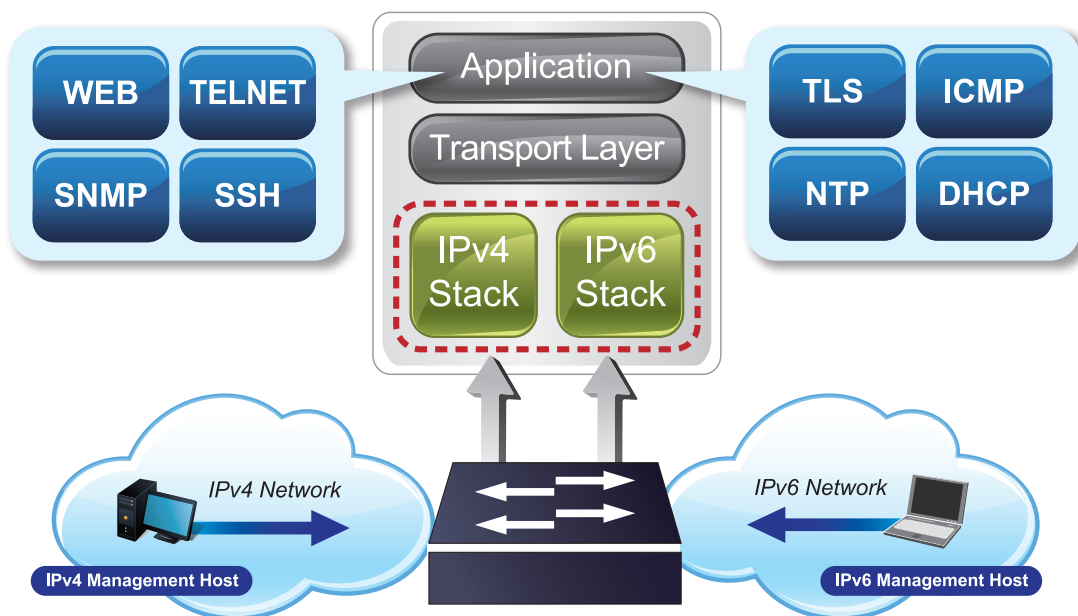 WEB
TELNET
SNMP
SSH
Application
Transport Layer
IPv4
Stack
IPv6
Stack
TLS
ICMP
NTP
DHCP
IPv4 Network
IPv4 Management Host
IPv6 Network
IPv6 Management Host